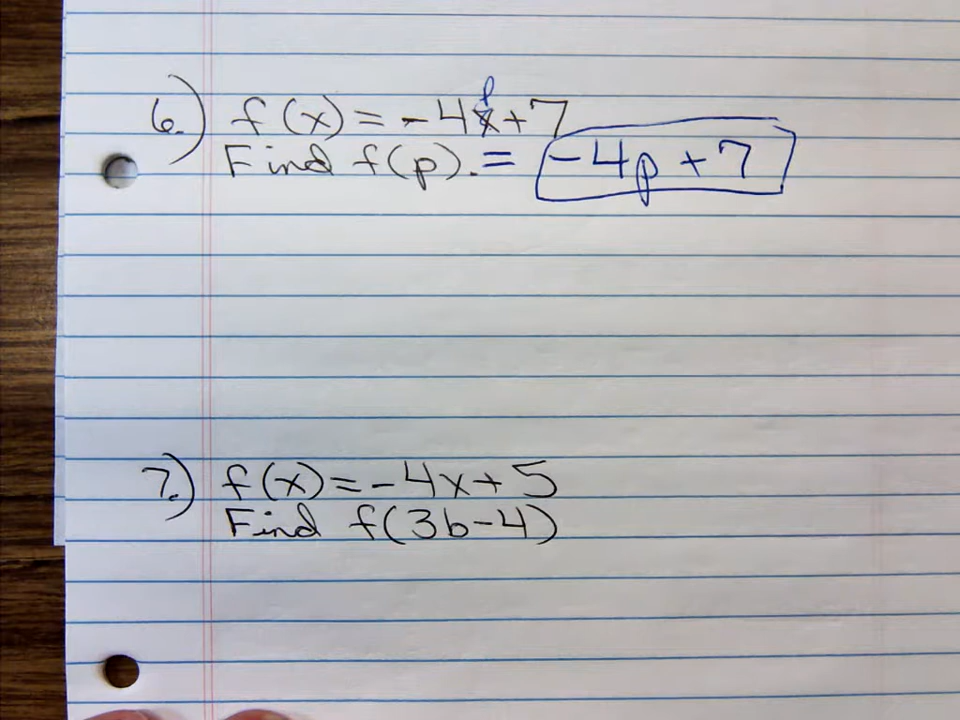 6.) f(x) = -4x+7
p
Find f(p). = -4p+7
7.) f(x)=-4x+5
Find f(3b-4)